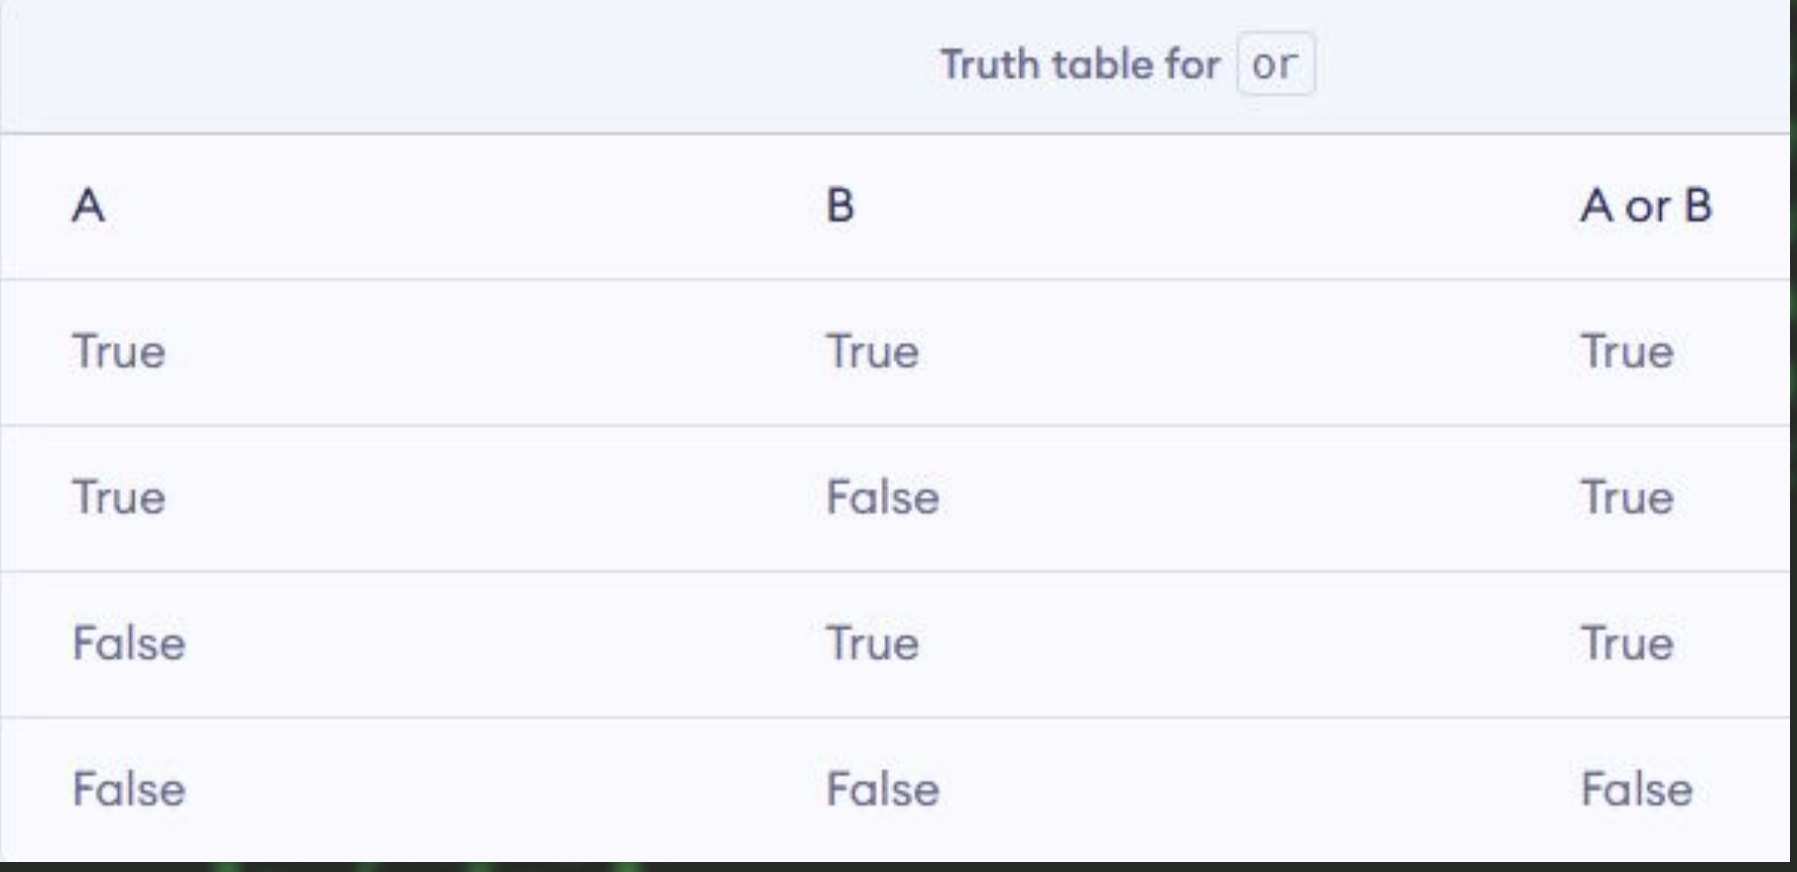 Truth table for or
A B A or B
True True True
True False True
False True True
False False False